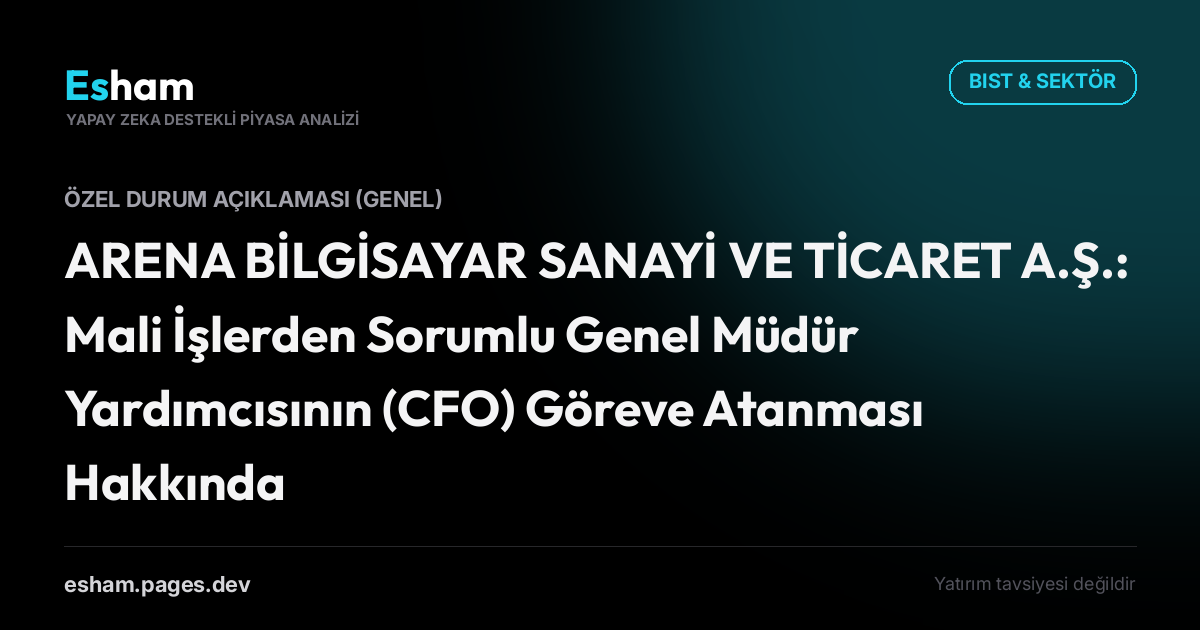 Esham
BIST & SEKTÖR
YAPAY ZEKA DESTEKLİ PİYASA ANALİZİ
ÖZEL DURUM AÇIKLAMASI (GENEL)
ARENA BİLGİSAYAR SANAYİ VE TİCARET A.Ş.:
Mali İşlerden Sorumlu Genel Müdür
Yardımcısının (CFO) Göreve Atanması
Hakkında
esham.pages.dev
Yatırım tavsiyesi değildir